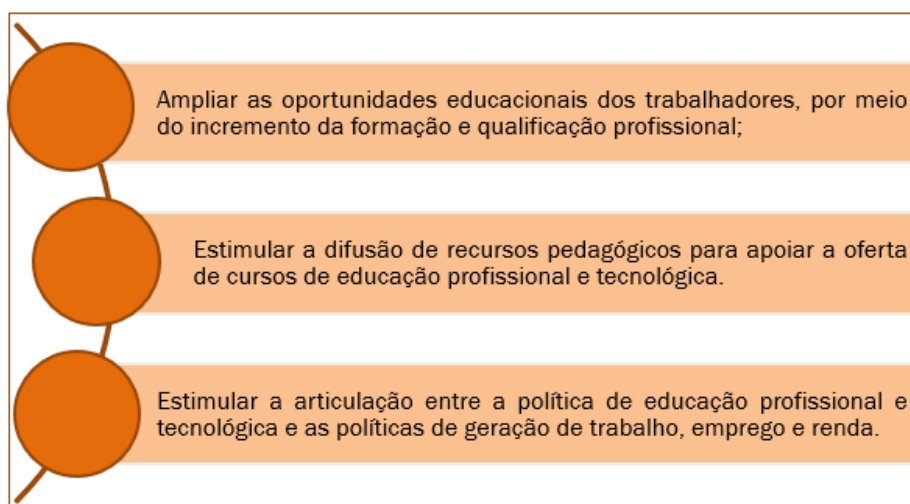 Ampliar as oportunidades educacionais dos trabalhadores, por meio
do incremento da formação e qualificação profissional;
Estimular a difusão de recursos pedagógicos para apoiar a oferta
de cursos de educação profissional e tecnológica.
Estimular a articulação entre a política de educação profissional e
tecnológica e as políticas de geração de trabalho, emprego e renda.